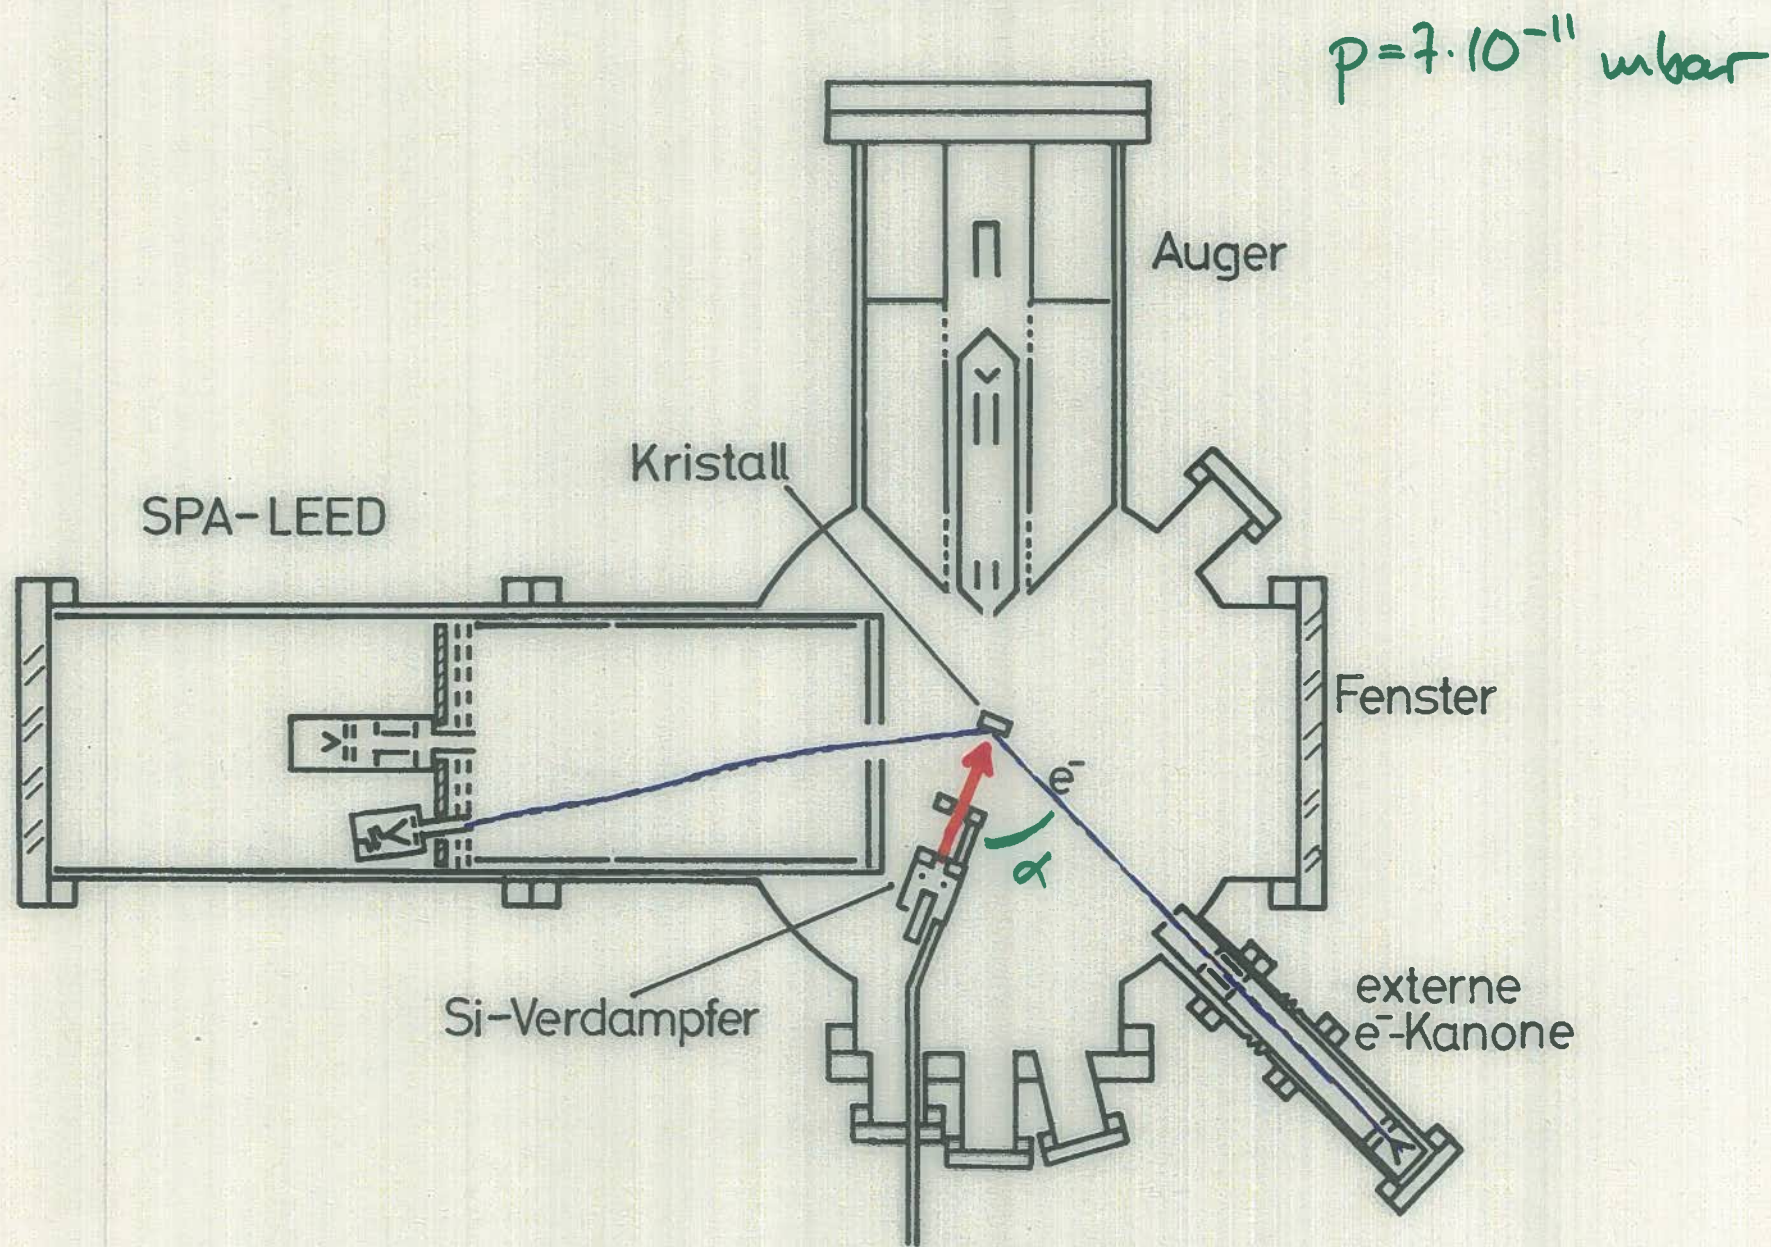 p=7·10⁻¹¹ mbar
Auger
Kristall
SPA-LEED
Fenster
e⁻
α
Si-Verdampfer
externe
e⁻-Kanone